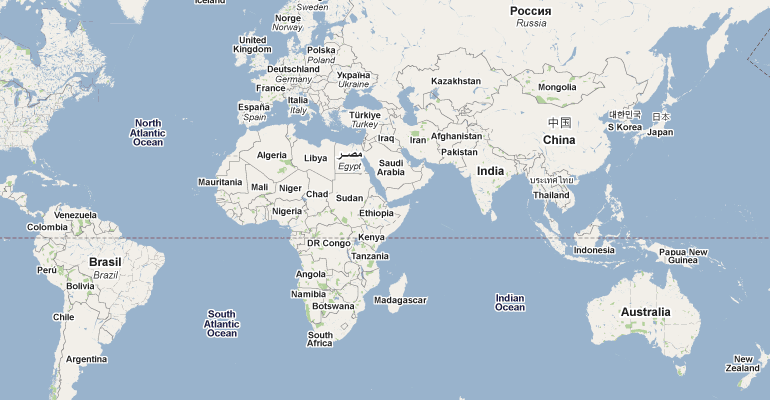 Iceland
Sweden
Norge
Norway
Россия
Russia
United
Kingdom
Polska
Poland
Deutschland
Germany
Україна
Ukraine
France
Kazakhstan
Mongolia
Italia
Italy
España
Spain
Türkiye
Turkey
中国
China
대한민국
S Korea
日本
Japan
North
Atlantic
Ocean
Iraq
Iran
Afghanistan
Pakistan
Algeria
Libya
مصر
Egypt
Saudi
Arabia
India
Mauritania
Mali
Niger
Chad
Sudan
ประเทศไทย
Thailand
Nigeria
Ethiopia
Venezuela
Colombia
DR Congo
Kenya
Tanzania
Indonesia
Papua New
Guinea
Brasil
Brazil
Perú
Bolivia
Angola
Namibia
Botswana
Madagascar
Indian
Ocean
Chile
South
Atlantic
Ocean
Australia
South
Africa
Argentina
New
Zealand